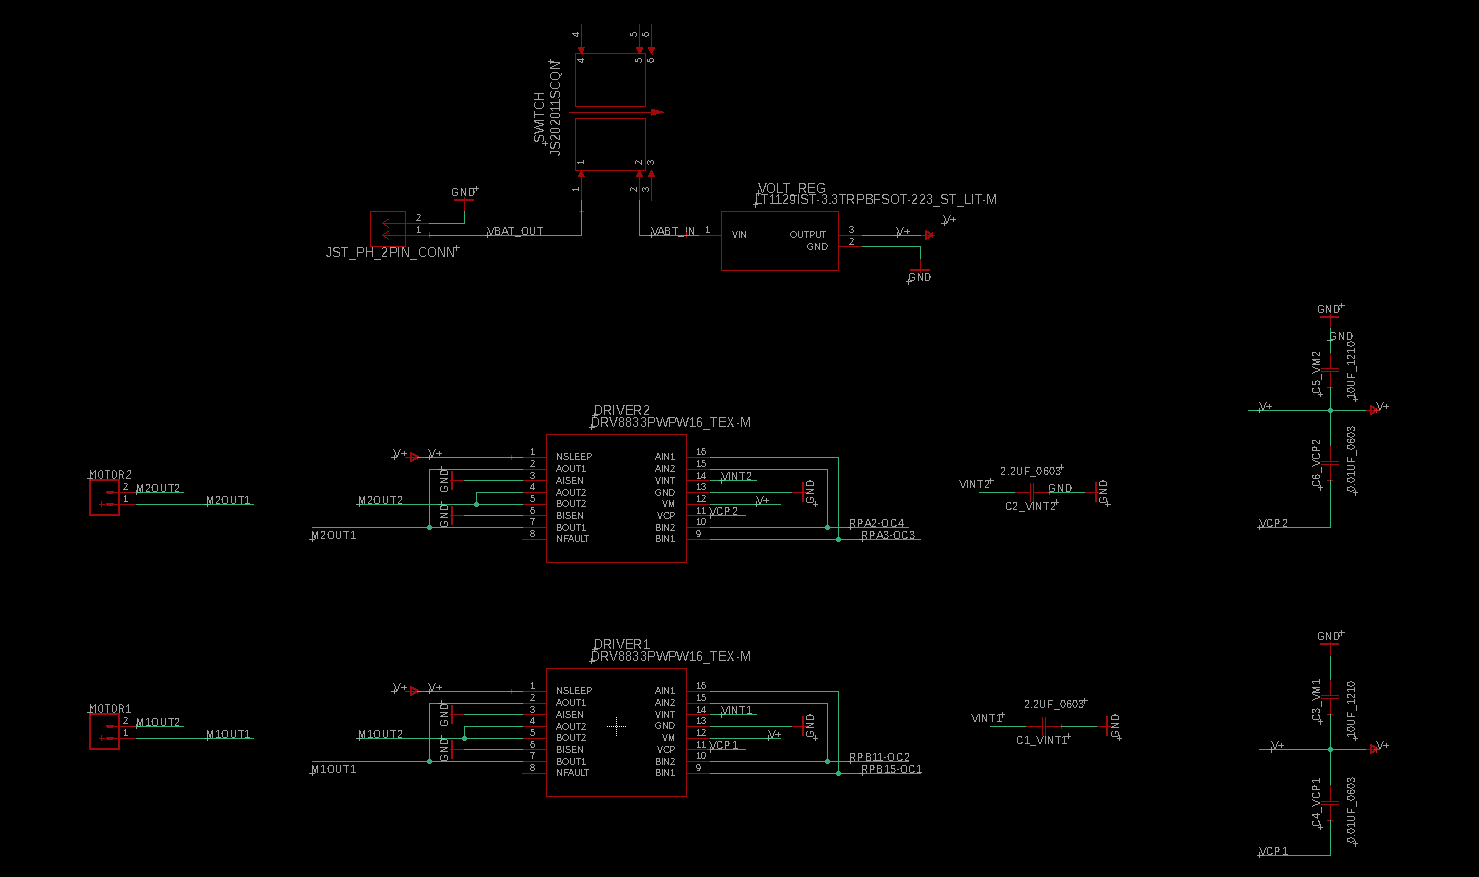 4 5 6
4 5 6
SWITCH
JS202011SCQN
1 2 3
1 2 3
GND
2
1
VBAT_OUT
JST_PH_2PIN_CONN
VABT_IN
VOLT_REG
LT1129IST-3.3TRPBFSOT-223_ST_LIT-M
1 VIN OUTPUT 3 V+ V+
GND 2
GND
GND
GND
C5_VM2 10UF_1210
V+ V+
C6_VCP2 0.01UF_0603
VCP2
DRIVER2
DRV8833PWPW16_TEX-M
V+ V+ 1 NSLEEP AIN1 16
2 AOUT1 AIN2 15
GND 3 AISEN VINT 14 VINT2
4 AOUT2 GND 13 GND
M2OUT2 5 BOUT2 VM 12 V+
GND 6 BISEN VCP 11 VCP2
M2OUT1 7 BOUT1 BIN2 10 RPA2-OC4
8 NFAULT BIN1 9 RPA3-OC3
MOTOR2
2 M2OUT2
1 M2OUT1
2.2UF_0603
VINT2 GND GND
C2_VINT2
DRIVER1
DRV8833PWPW16_TEX-M
V+ V+ 1 NSLEEP AIN1 16
2 AOUT1 AIN2 15
GND 3 AISEN VINT 14 VINT1
4 AOUT2 GND 13 GND
M1OUT2 5 BOUT2 VM 12 V+
GND 6 BISEN VCP 11 VCP1
M1OUT1 7 BOUT1 BIN2 10 RPB11-OC2
8 NFAULT BIN1 9 RPB15-OC1
MOTOR1
2 M1OUT2
1 M1OUT1
2.2UF_0603
VINT1 GND
C1_VINT1
GND
C3_VM1 10UF_1210
V+ V+
C4_VCP1 0.01UF_0603
VCP1